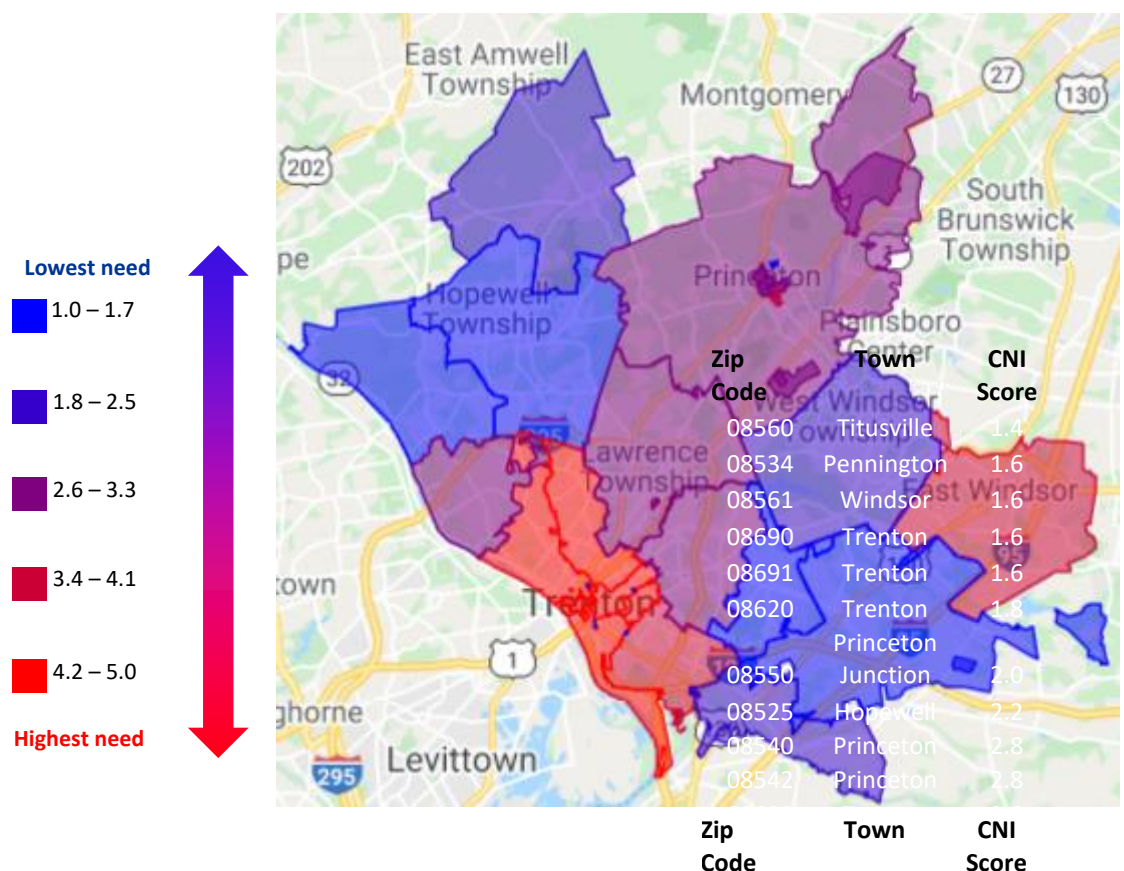 East Amwell
Township
Montgomery
27
130
202
South
Brunswick
Township
pe
Lowest need
1.0 – 1.7
1.8 – 2.5
2.6 – 3.3
3.4 – 4.1
4.2 – 5.0
Highest need
Princeton
Hopewell
Township
Plainsboro
Center
32
West Windsor
Township
Lawrence
Township
East Windsor
95
Trenton
town
1
ghorne
Levittown
295
Zip
Code
Town
CNI
Score
08560 Titusville 1.4
08534 Pennington 1.6
08561 Windsor 1.6
08690 Trenton 1.6
08691 Trenton 1.6
08620 Trenton 1.8
Princeton
08550 Junction 2.0
08525 Hopewell 2.2
08540 Princeton 2.8
08542 Princeton 2.8
Zip
Code
Town
CNI
Score